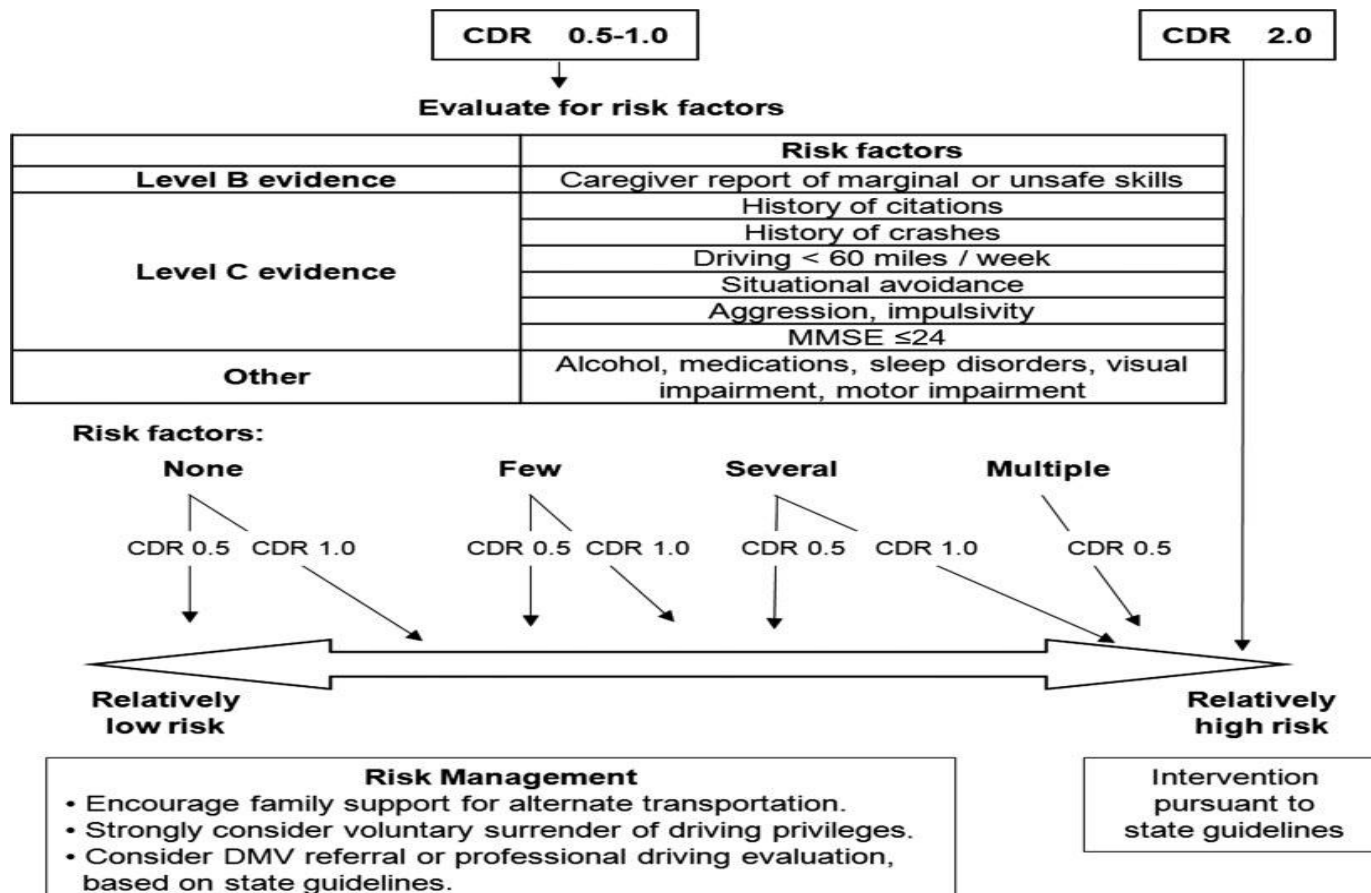 CDR 0.5-1.0
CDR 2.0
Evaluate for risk factors
Risk factors
Level B evidence
Caregiver report of marginal or unsafe skills
Level C evidence
History of citations
History of crashes
Driving < 60 miles / week
Situational avoidance
Aggression, impulsivity
MMSE ≤24
Other
Alcohol, medications, sleep disorders, visual
impairment, motor impairment
Risk factors:
None Few Several Multiple
CDR 0.5 CDR 1.0 CDR 0.5 CDR 1.0 CDR 0.5 CDR 1.0 CDR 0.5
Relatively
low risk
Relatively
high risk
Risk Management
• Encourage family support for alternate transportation.
• Strongly consider voluntary surrender of driving privileges.
• Consider DMV referral or professional driving evaluation,
based on state guidelines.
Intervention
pursuant to
state guidelines